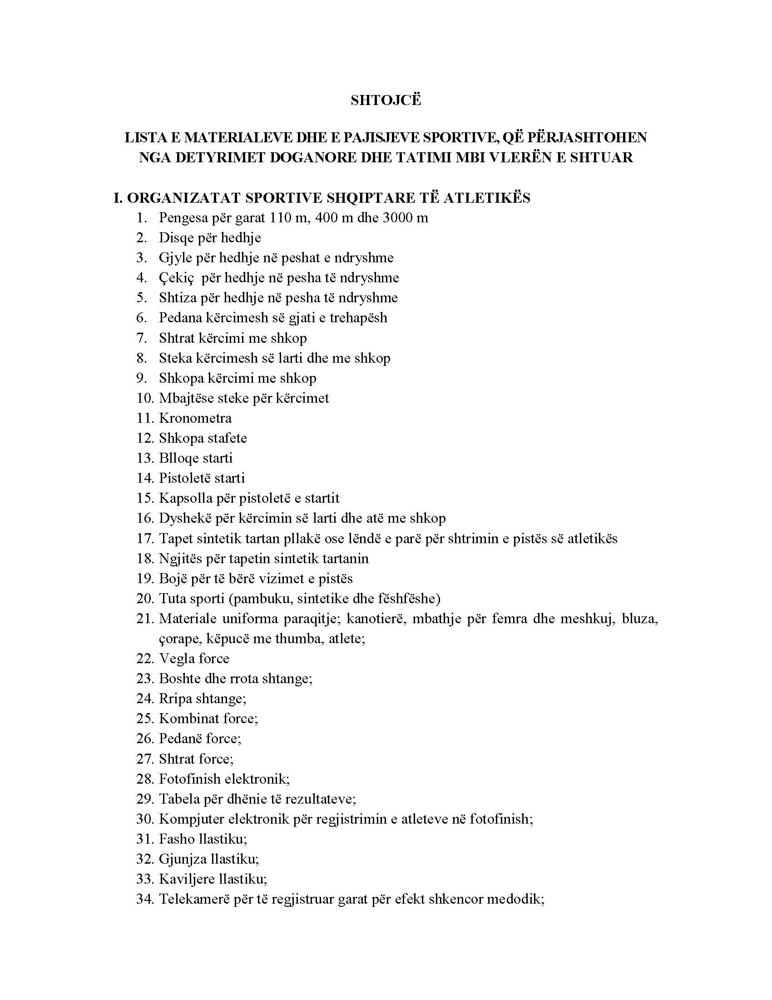 SHTOJCË
LISTA E MATERIALEVE DHE E PAJISJEVE SPORTIVE, QË PËRJASHTOHEN
NGA DETYRIMET DOGANORE DHE TATIMI MBI VLERËN E SHTUAR
I. ORGANIZATAT SPORTIVE SHQIPTARE TË ATLETIKËS
1. Pengesa për garat 110 m, 400 m dhe 3000 m
2. Disqe për hedhje
3. Gjyle për hedhje në peshat e ndryshme
4. Çekiç  për hedhje në pesha të ndryshme
5. Shtiza për hedhje në pesha të ndryshme
6. Pedana kërcimesh së gjati e trehapësh
7. Shtrat kërcimi me shkop
8. Steka kërcimesh së larti dhe me shkop
9. Shkopa kërcimi me shkop
10. Mbajtëse steke për kërcimet
11. Kronometra
12. Shkopa stafete
13. Blloqe starti
14. Pistoletë starti
15. Kapsolla për pistoletë e startit
16. Dyshekë për kërcimin së larti dhe atë me shkop
17. Tapet sintetik tartan pllakë ose lëndë e parë për shtrimin e pistës së atletikës
18. Ngjitës për tapetin sintetik tartanin
19. Bojë për të bërë vizimet e pistës
20. Tuta sporti (pambuku, sintetike dhe fëshfëshe)
21. Materiale uniforma paraqitje; kanotierë, mbathje për femra dhe meshkuj, bluza,
çorape, këpucë me thumba, atlete;
22. Vegla force
23. Boshte dhe rrota shtange;
24. Rripa shtange;
25. Kombinat force;
26. Pedanë force;
27. Shtrat force;
28. Fotofinish elektronik;
29. Tabela për dhënie të rezultateve;
30. Kompjuter elektronik për regjistrimin e atleteve në fotofinish;
31. Fasho llastiku;
32. Gjunjza llastiku;
33. Kaviljere llastiku;
34. Telekamerë për të regjistruar garat për efekt shkencor medodik;